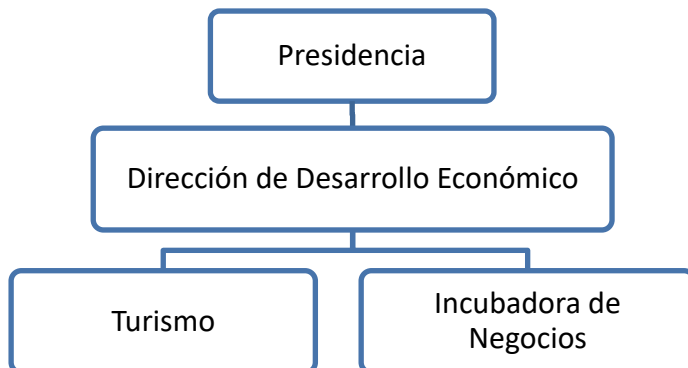 Presidencia
Dirección de Desarrollo Económico
Turismo
Incubadora de
Negocios